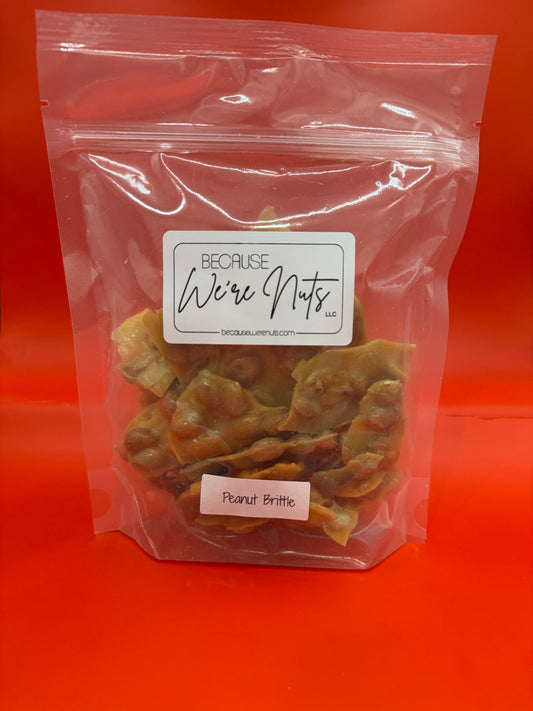 BECAUSE
We're Nuts
LLC
becausewerenuts.com
Peanut Brittle